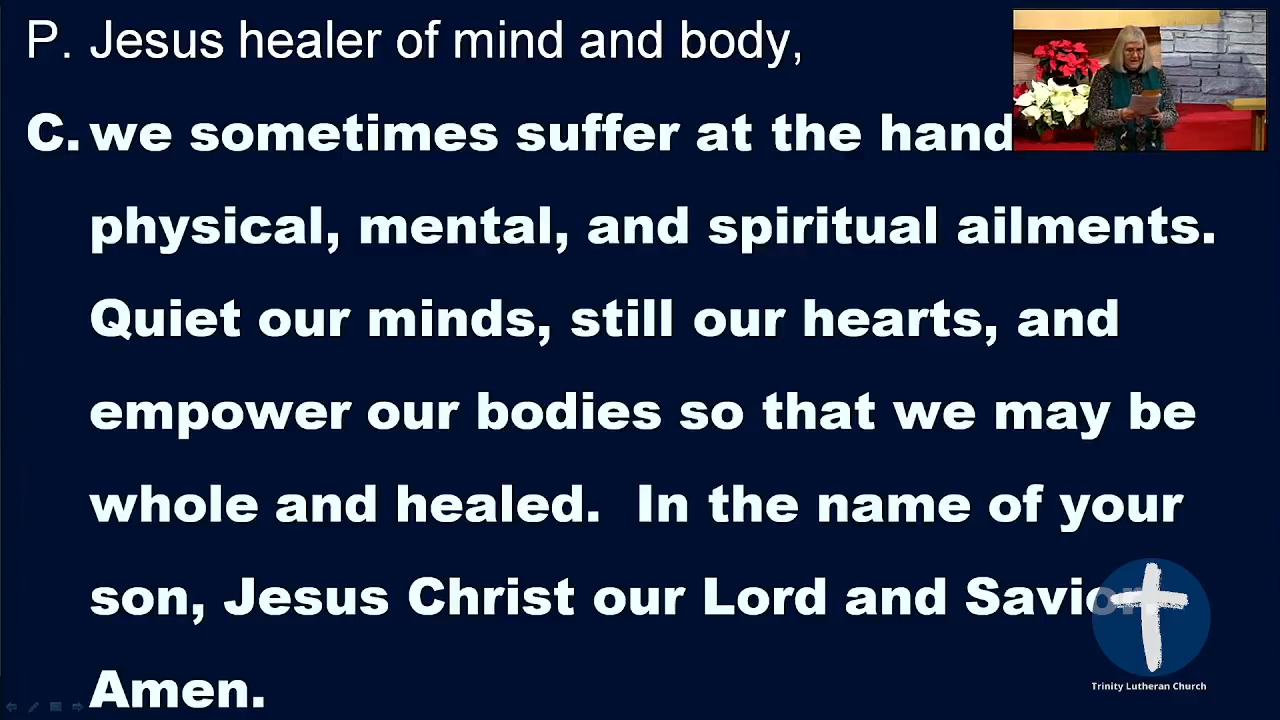 P. Jesus healer of mind and body,
C. we sometimes suffer at the hand
physical, mental, and spiritual ailments.
Quiet our minds, still our hearts, and
empower our bodies so that we may be
whole and healed.  In the name of your
son, Jesus Christ our Lord and Savior
Amen.
Trinity Lutheran Church